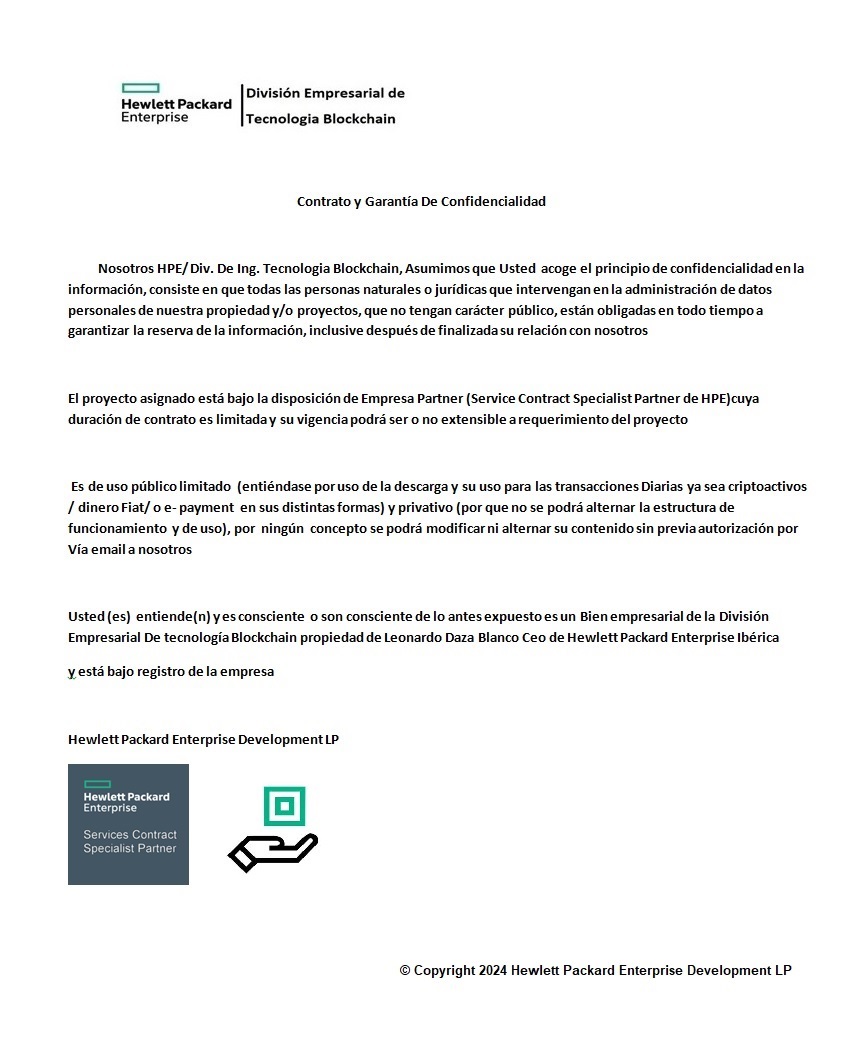 Hewlett Packard
Enterprise
División Empresarial de
Tecnologia Blockchain
Contrato y Garantía De Confidencialidad
Nosotros HPE/ Div. De Ing. Tecnologia Blockchain, Asumimos que Usted acoge el principio de confidencialidad en la
información, consiste en que todas las personas naturales o jurídicas que intervengan en la administración de datos
personales de nuestra propiedad y/o proyectos, que no tengan carácter público, están obligadas en todo tiempo a
garantizar la reserva de la información, inclusive después de finalizada su relación con nosotros
El proyecto asignado está bajo la disposición de Empresa Partner (Service Contract Specialist Partner de HPE)cuya
duración de contrato es limitada y su vigencia podrá ser o no extensible a requerimiento del proyecto
Es de uso público limitado (entiéndase por uso de la descarga y su uso para las transacciones Diarias ya sea criptoactivos
/ dinero Fiat/ o e- payment en sus distintas formas) y privativo (por que no se podrá alternar la estructura de
funcionamiento y de uso), por ningún concepto se podrá modificar ni alternar su contenido sin previa autorización por
Vía email a nosotros
Usted (es) entiende(n) y es consciente o son consciente de lo antes expuesto es un Bien empresarial de la División
Empresarial De tecnología Blockchain propiedad de Leonardo Daza Blanco Ceo de Hewlett Packard Enterprise Ibérica
y está bajo registro de la empresa
Hewlett Packard Enterprise Development LP
Hewlett Packard
Enterprise
Services Contract
Specialist Partner
© Copyright 2024 Hewlett Packard Enterprise Development LP